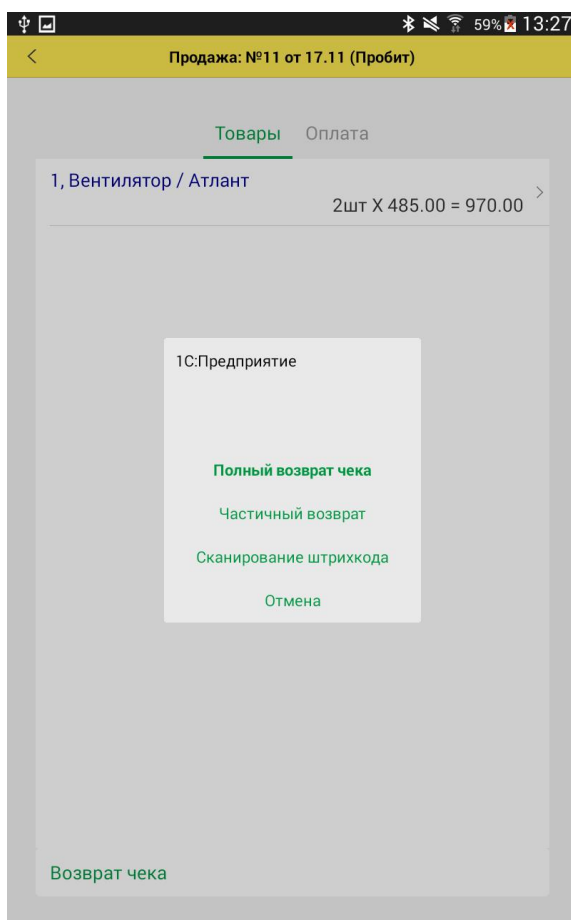 59% 13:27
Продажа: №11 от 17.11 (Пробит)
Товары Оплата
1, Вентилятор / Атлант
2шт X 485.00 = 970.00
1С:Предприятие
Полный возврат чека
Частичный возврат
Сканирование штрихкода
Отмена
Возврат чека